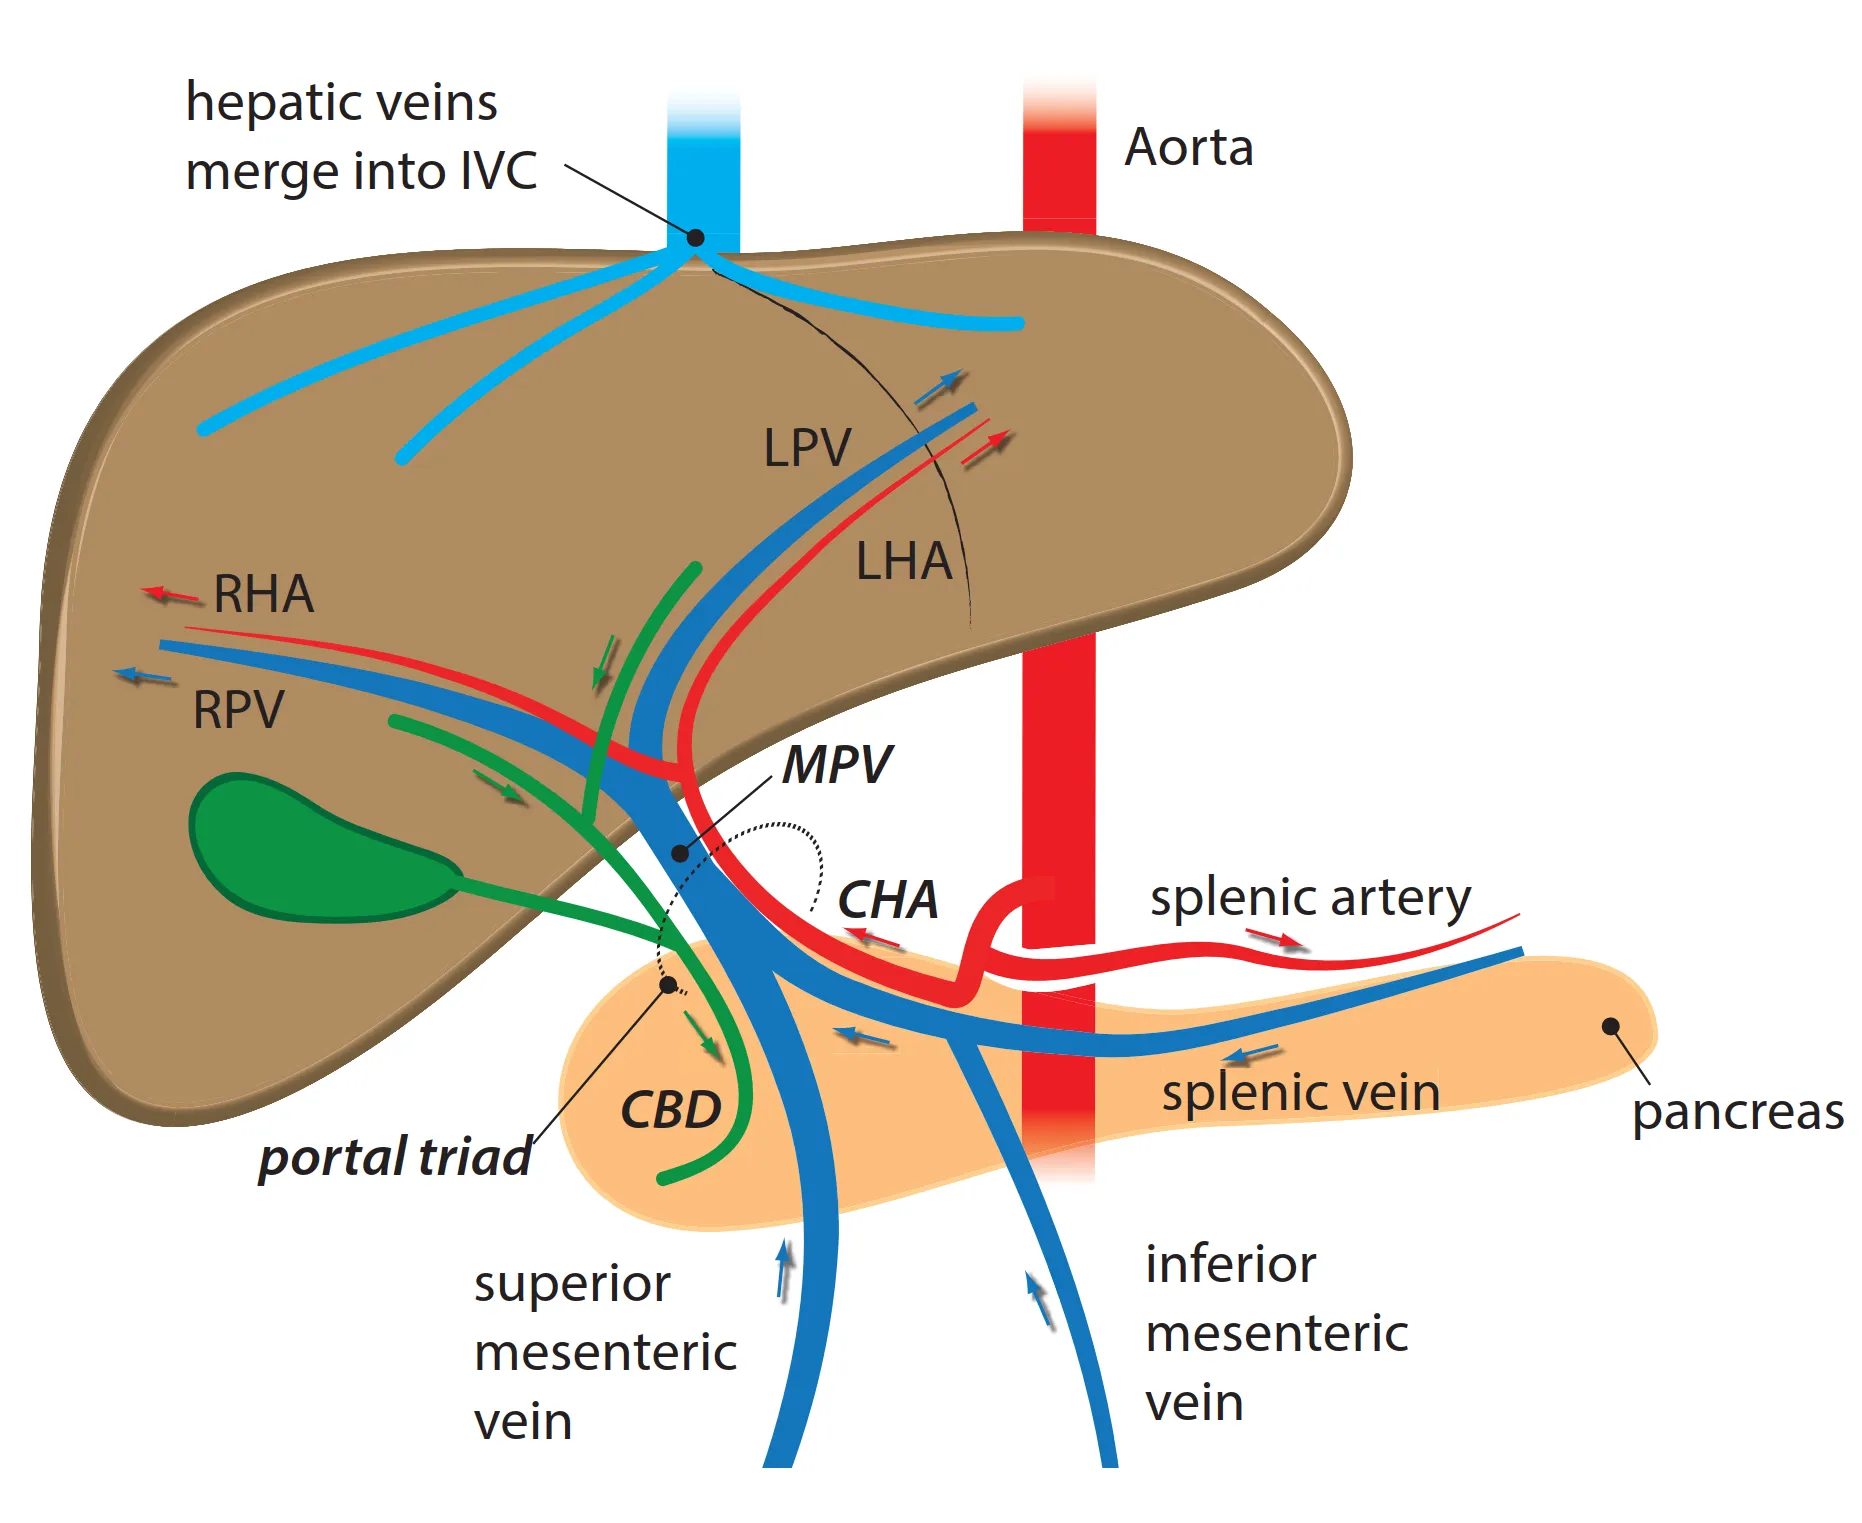 hepatic veins
merge into IVC
Aorta
LPV
LHA
RHA
RPV
MPV
CHA
splenic artery
splenic vein
pancreas
CBD
portal triad
superior
mesenteric
vein
inferior
mesenteric
vein